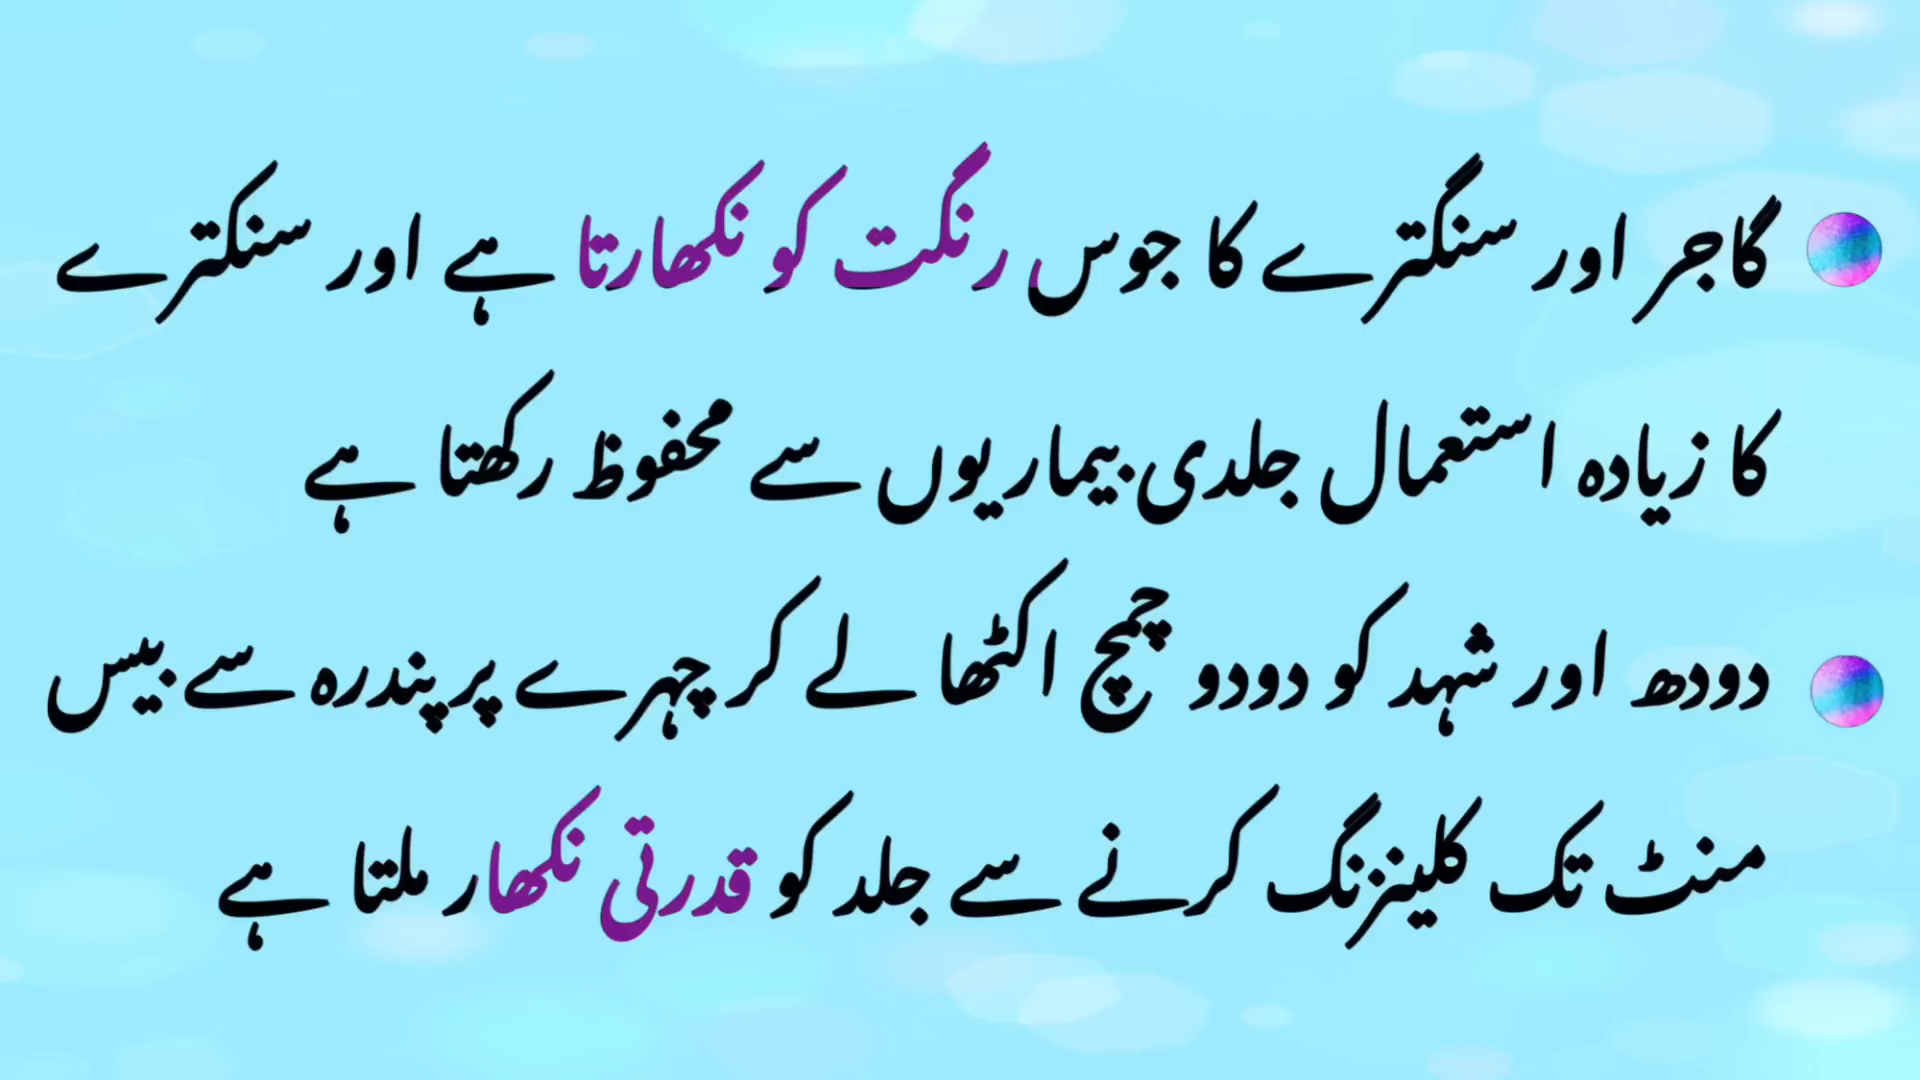 گاجر اور سنگترے کا جوس رنگت کو نکھارتا ہے اور سنکترے
کا زیادہ استعمال جلدی بیماریوں سے محفوظ رکھتا ہے
دودھ اور شہد کو دودو چمچ اکٹھا لے کر چہرے پر پندرہ سے بیس
منٹ تک کلینزنگ کرنے سے جلد کو قدرتی نکھار ملتا ہے